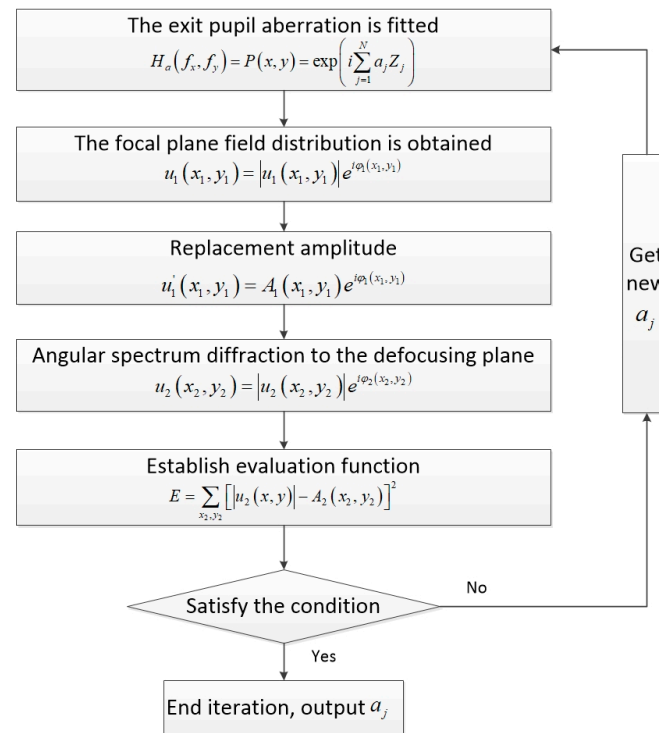 The exit pupil aberration is fitted
H_a(f_x, f_y) = P(x, y) = exp(i∑_{j=1}^{N} a_j Z_j)
The focal plane field distribution is obtained
u_1(x_1, y_1) = |u_1(x_1, y_1)| e^{iφ_1(x_1, y_1)}
Replacement amplitude
u_1^'(x_1, y_1) = A_1(x_1, y_1) e^{iφ_1(x_1, y_1)}
Angular spectrum diffraction to the defocusing plane
u_2(x_2, y_2) = |u_2(x_2, y_2)| e^{iφ_2(x_2, y_2)}
Establish evaluation function
E = ∑_{x_2, y_2} [|u_2(x, y)| − A_2(x_2, y_2)]^2
Satisfy the condition
No
Get
new
a_j
Yes
End iteration, output a_j